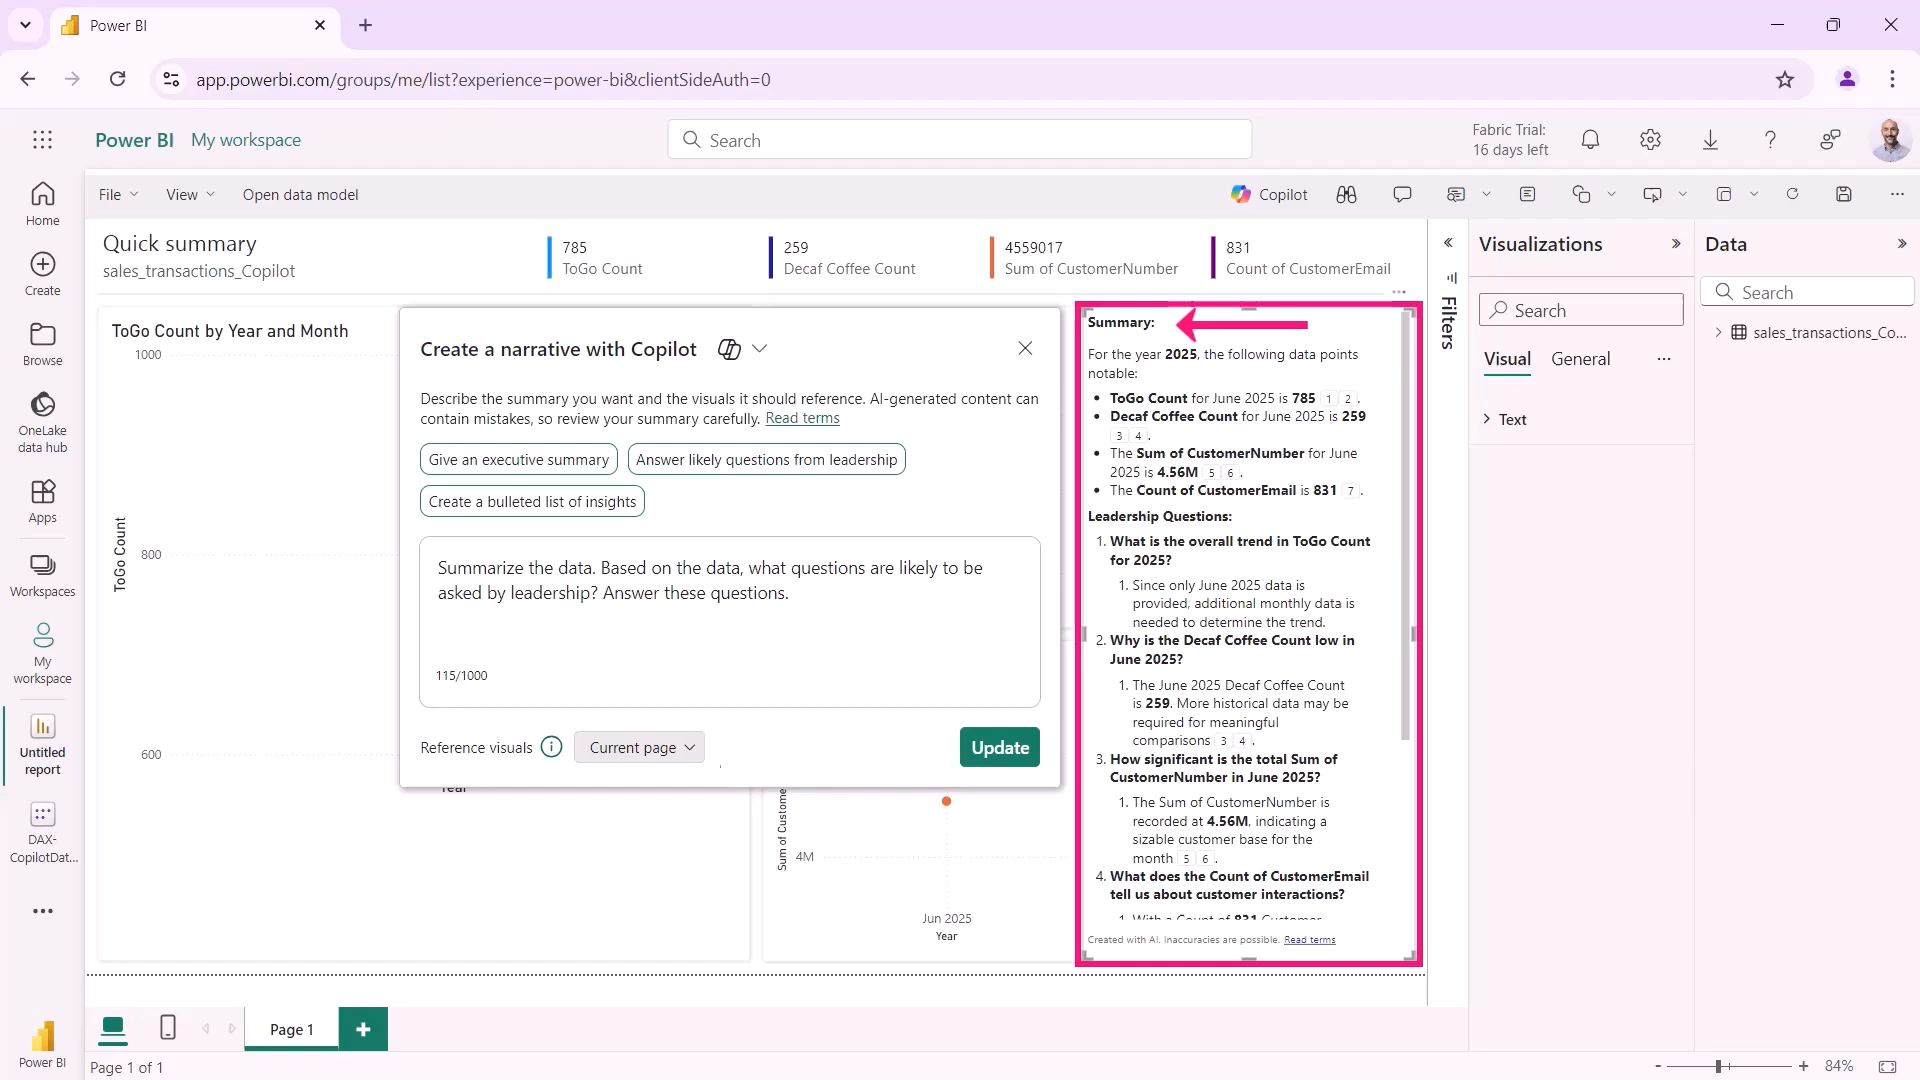 Power BI
app.powerbi.com/groups/me/list?experience=power-bi&clientSideAuth=0
Power BI My workspace
Search
Fabric Trial:
16 days left
Home
Create
Browse
OneLake
data hub
Apps
Workspaces
My
workspace
Untitled
report
DAX-
CopilotDat...
Power BI
File
View
Open data model
Copilot
Quick summary
sales_transactions_Copilot
785
ToGo Count
259
Decaf Coffee Count
4559017
Sum of CustomerNumber
831
Count of CustomerEmail
ToGo Count by Year and Month
1000
800
600
ToGo Count
Year
Create a narrative with Copilot
Describe the summary you want and the visuals it should reference. AI-generated content can
contain mistakes, so review your summary carefully. Read terms
Give an executive summary
Answer likely questions from leadership
Create a bulleted list of insights
Summarize the data. Based on the data, what questions are likely to be
asked by leadership? Answer these questions.
115/1000
Reference visuals
Current page
Update
Sum of Custome
4M
Jun 2025
Year
Summary:
For the year 2025, the following data points
notable:
• ToGo Count for June 2025 is 785 1 2 .
• Decaf Coffee Count for June 2025 is 259
3 4 .
• The Sum of CustomerNumber for June
2025 is 4.56M 5 6 .
• The Count of CustomerEmail is 831 7 .
Leadership Questions:
1. What is the overall trend in ToGo Count
for 2025?
1. Since only June 2025 data is
provided, additional monthly data is
needed to determine the trend.
2. Why is the Decaf Coffee Count low in
June 2025?
1. The June 2025 Decaf Coffee Count
is 259. More historical data may be
required for meaningful
comparisons 3 4 .
3. How significant is the total Sum of
CustomerNumber in June 2025?
1. The Sum of CustomerNumber is
recorded at 4.56M, indicating a
sizable customer base for the
month 5 6 .
4. What does the Count of CustomerEmail
tell us about customer interactions?
1. With a Count of 831 Customer
Created with AI. Inaccuracies are possible. Read terms
Filters
Visualizations
Search
Visual
General
Text
Data
Search
sales_transactions_Co...
Page 1
Page 1 of 1
84%